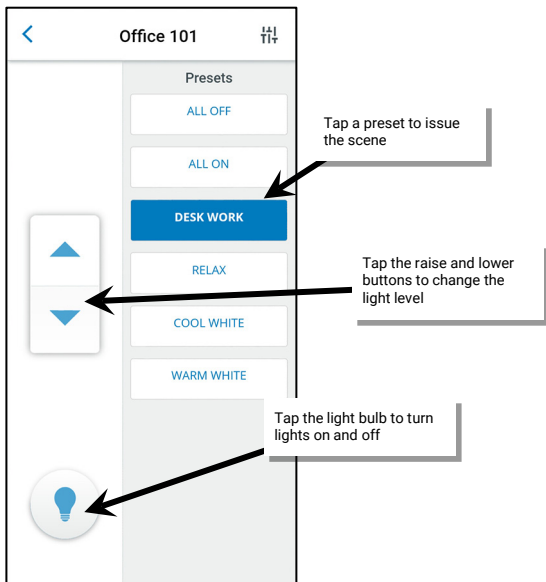 Office 101
Presets
ALL OFF
Tap a preset to issue
the scene
ALL ON
DESK WORK
RELAX
Tap the raise and lower
buttons to change the
light level
COOL WHITE
WARM WHITE
Tap the light bulb to turn
lights on and off